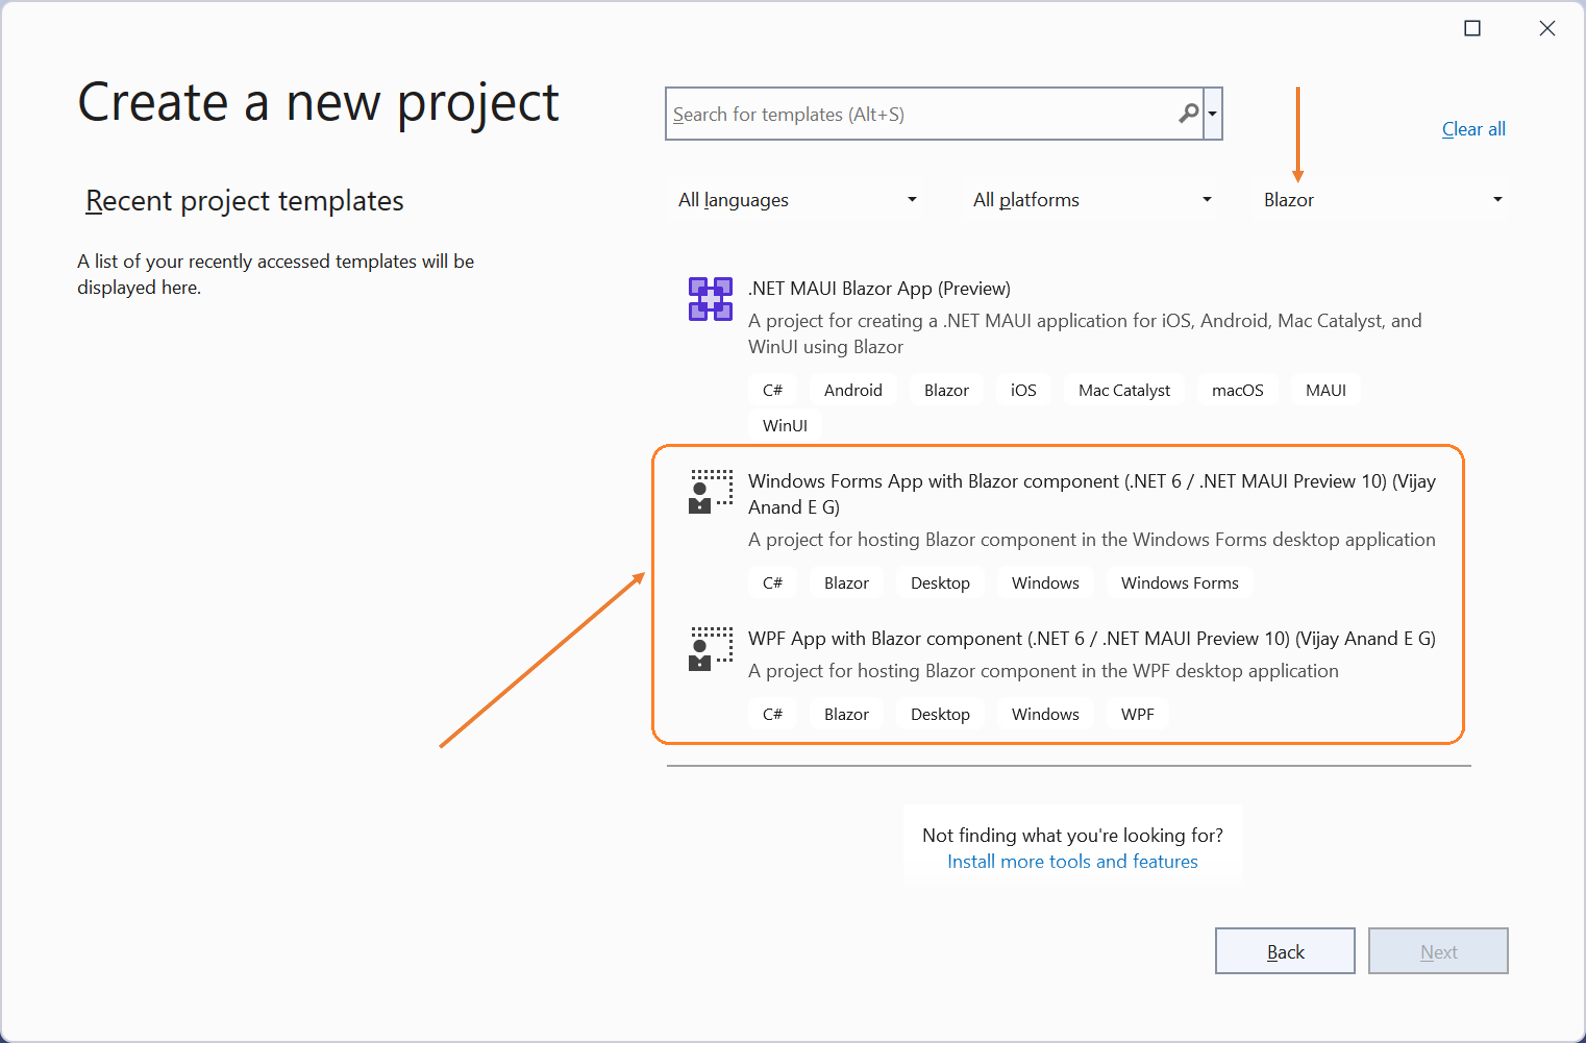 Create a new project
Search for templates (Alt+S)
Clear all
Recent project templates
All languages
All platforms
Blazor
A list of your recently accessed templates will be
displayed here.
.NET MAUI Blazor App (Preview)
A project for creating a .NET MAUI application for iOS, Android, Mac Catalyst, and
WinUI using Blazor
C# Android Blazor iOS Mac Catalyst macOS MAUI
WinUI
Windows Forms App with Blazor component (.NET 6 / .NET MAUI Preview 10) (Vijay
Anand E G)
A project for hosting Blazor component in the Windows Forms desktop application
C# Blazor Desktop Windows Windows Forms
WPF App with Blazor component (.NET 6 / .NET MAUI Preview 10) (Vijay Anand E G)
A project for hosting Blazor component in the WPF desktop application
C# Blazor Desktop Windows WPF
Not finding what you're looking for?
Install more tools and features
Back
Next